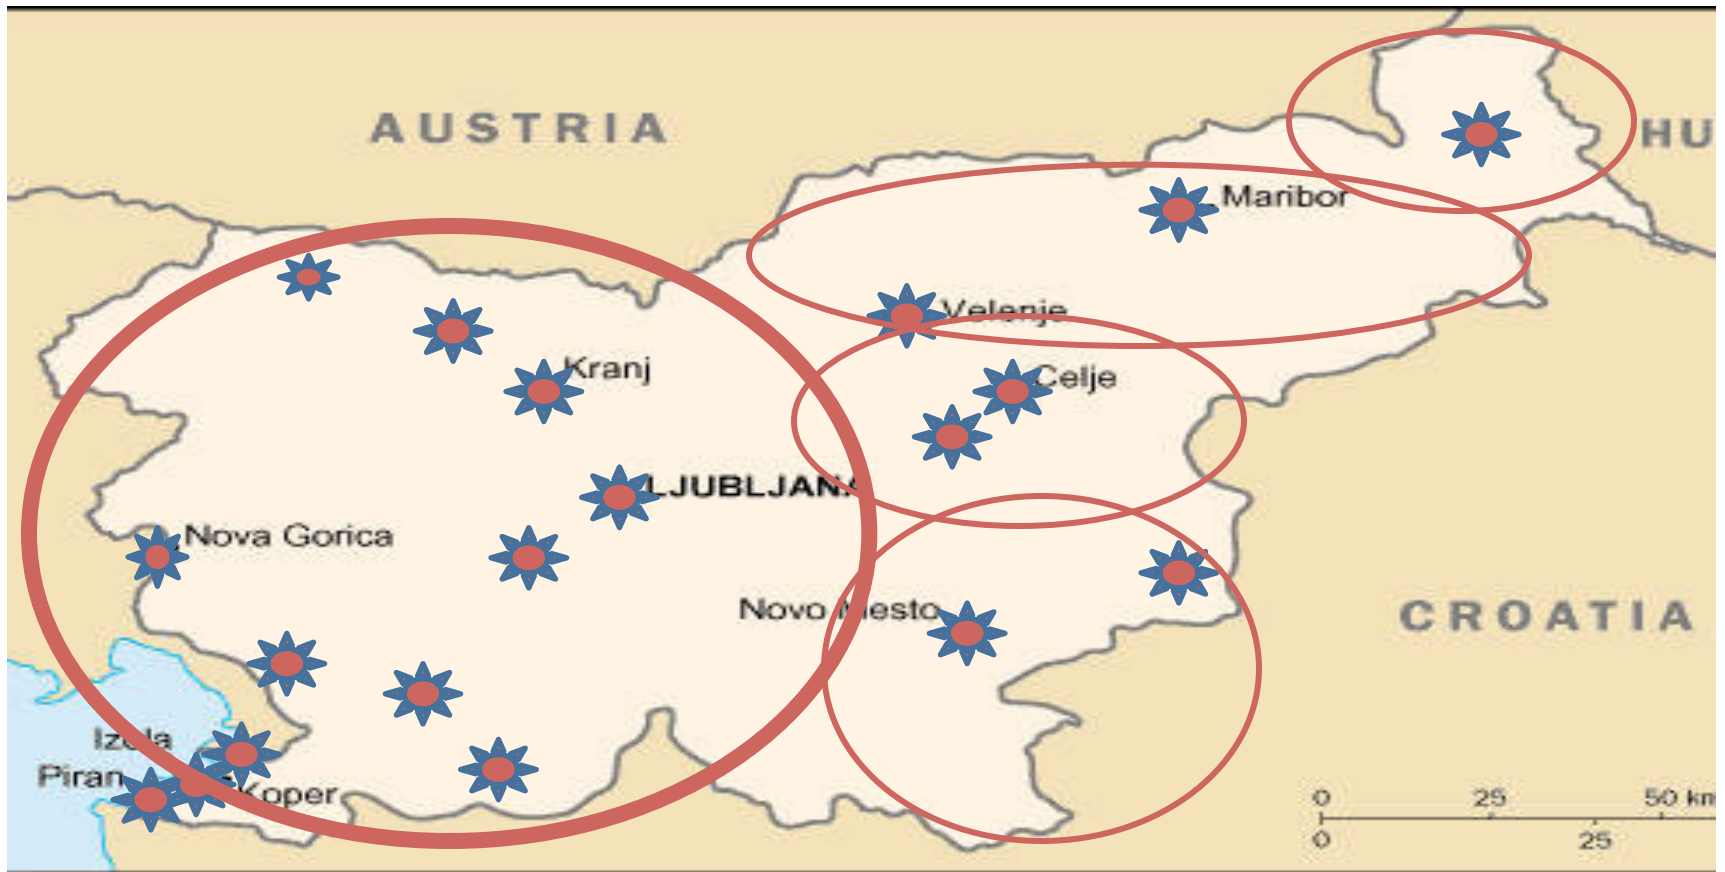 AUSTRIA
HU
Maribor
Velenje
Kranj
Celje
LJUBLJANA
Nova Gorica
Novo Mesto
CROATIA
Izola
Piran
Koper
0 25 50 km
0 25